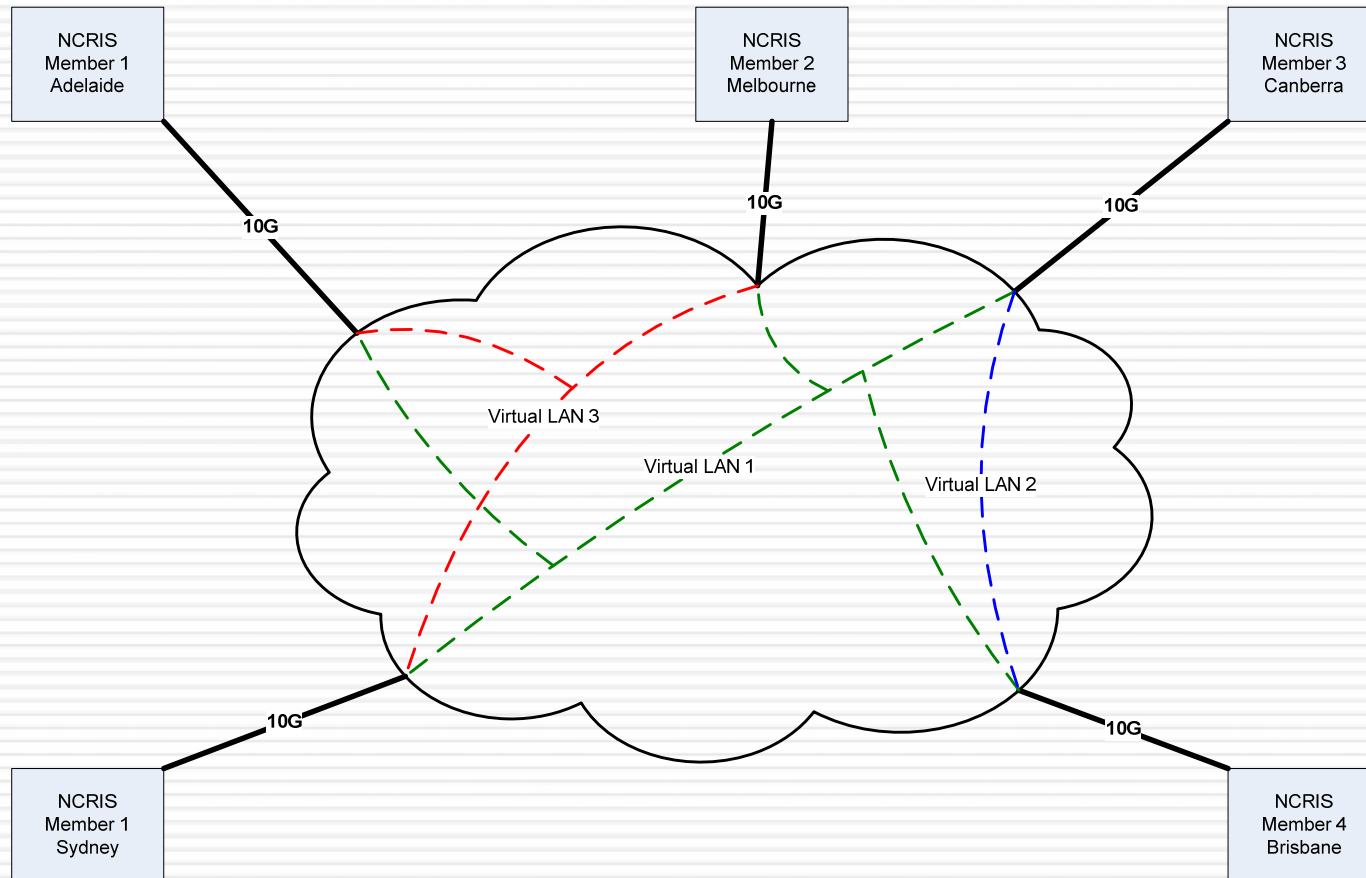 NCRIS
Member 1
Adelaide
NCRIS
Member 2
Melbourne
NCRIS
Member 3
Canberra
10G
10G
10G
Virtual LAN 3
Virtual LAN 1
Virtual LAN 2
10G
10G
NCRIS
Member 1
Sydney
NCRIS
Member 4
Brisbane